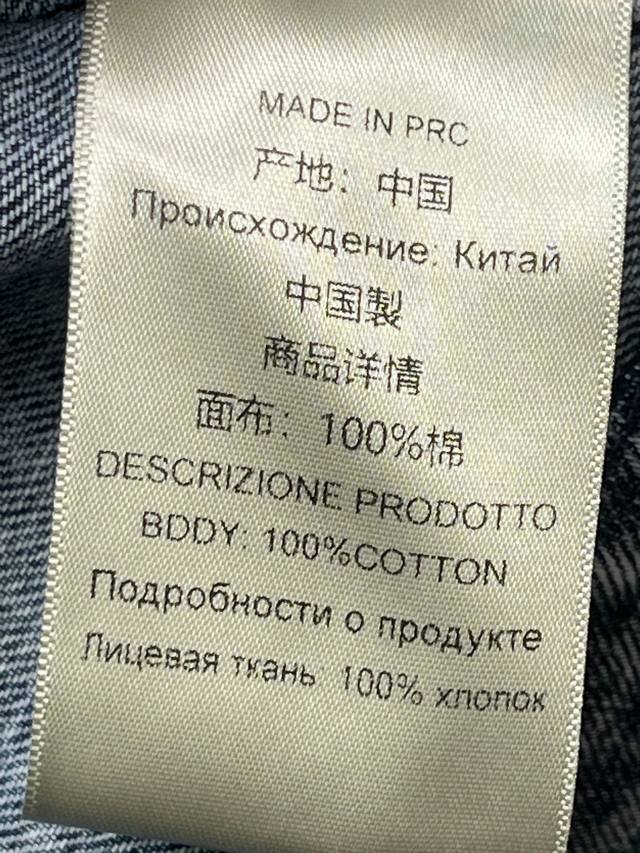 MADE IN PRC
产地：中国
Происхождение: Китай
中国製
商品详情
面布：100%棉
DESCRIZIONE PRODOTTO
BDDY: 100%COTTON
Подробности о продукте
Лицевая ткань: 100% хлопок